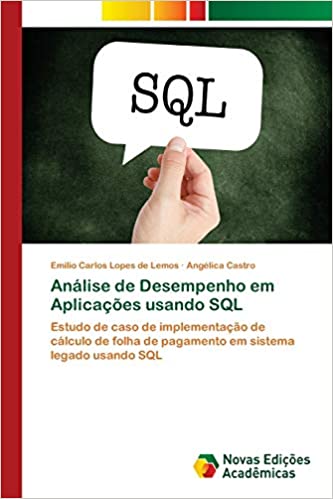 SQL
Emilio Carlos Lopes de Lemos · Angélica Castro
Análise de Desempenho em
Aplicações usando SQL
Estudo de caso de implementação de
cálculo de folha de pagamento em sistema
legado usando SQL
Novas Edições
Acadêmicas